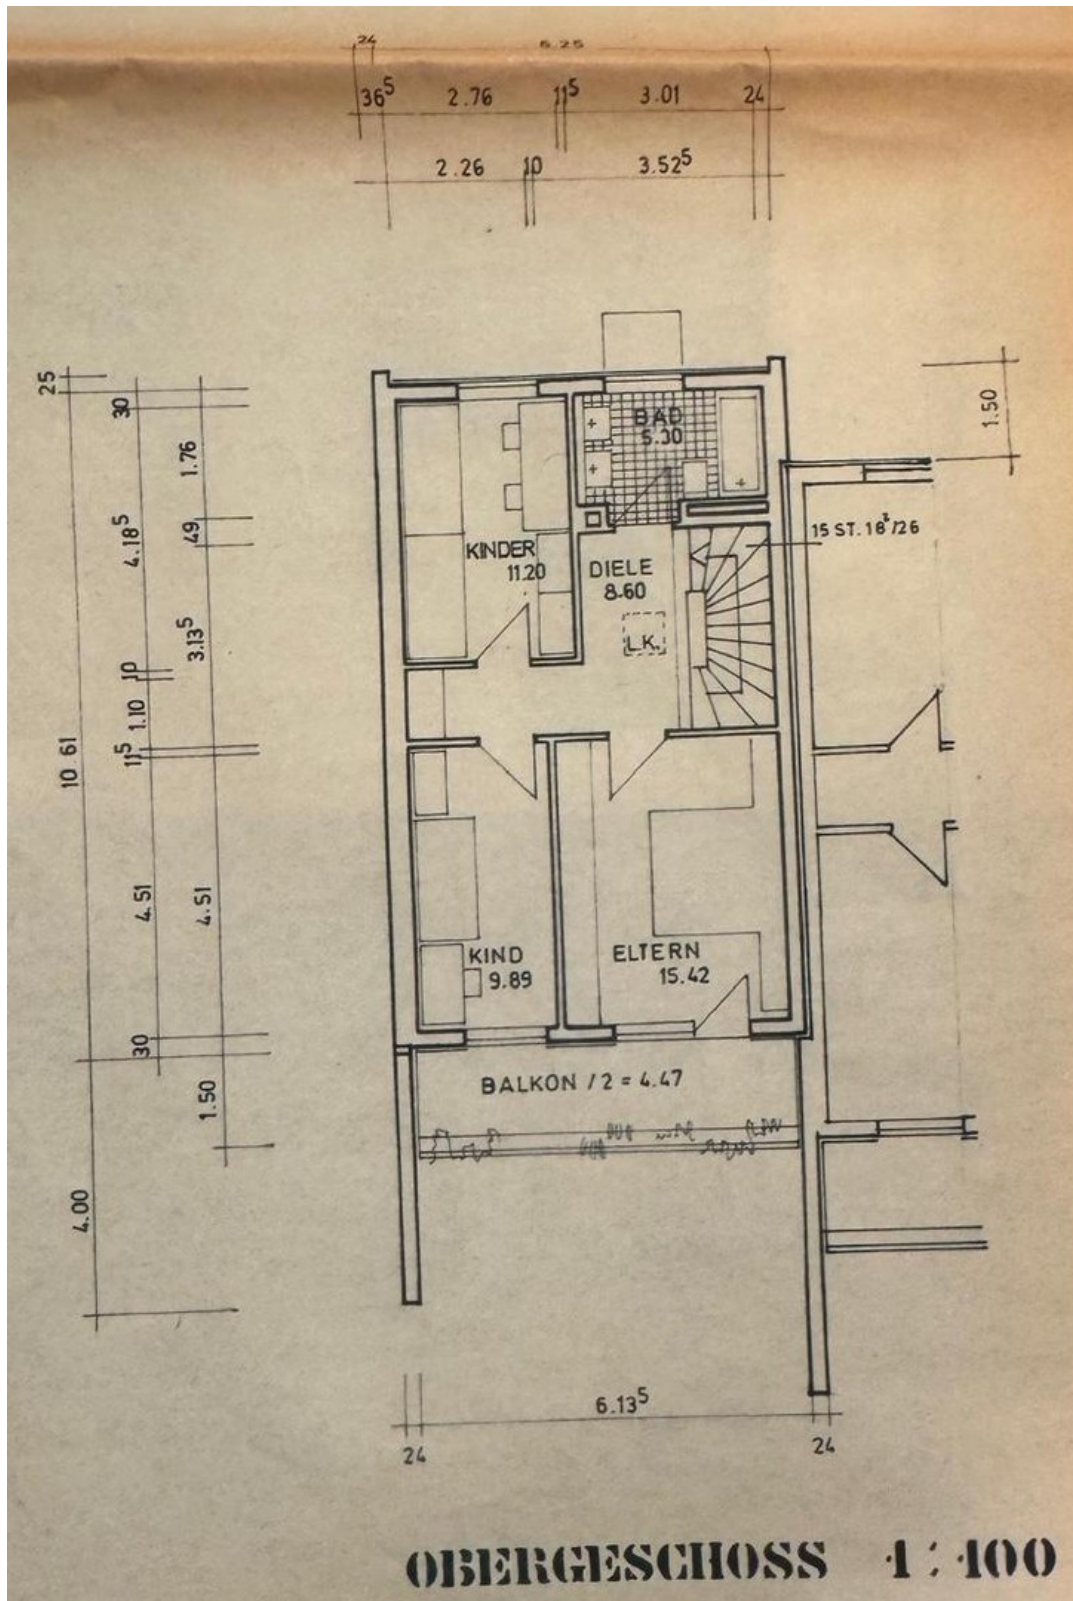 24 6.25
36⁵ 2.76 11⁵ 3.01 24
2.26 10 3.52⁵
25
30
1.76
1.50
BAD
5.30
4.18⁵
49
15 ST. 18²/26
KINDER
11.20
DIELE
8.60
3.13⁵
L.K.
10
1.10
11⁵
10 61
4.51
4.51
KIND
9.89
ELTERN
15.42
30
BALKON / 2 = 4.47
1.50
4.00
6.13⁵
24
24
OBERGESCHOSS 1:100